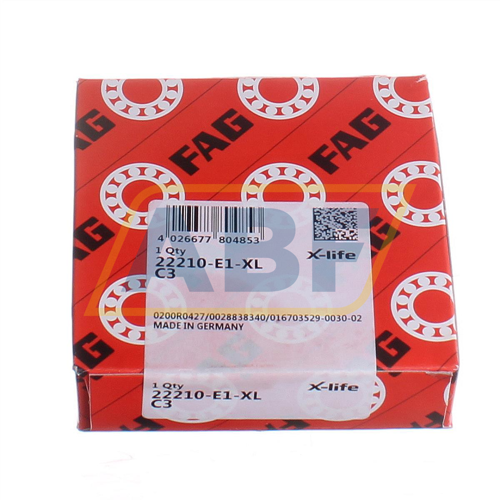 FAG
FAG
FAG
FAG
4 026677 804853
1 Qty
22210-E1-XL
C3
X-life
0200R0427/0028838340/016703529-0030-02
MADE IN GERMANY
ABF
1 Qty
22210-E1-XL
C3
X-life